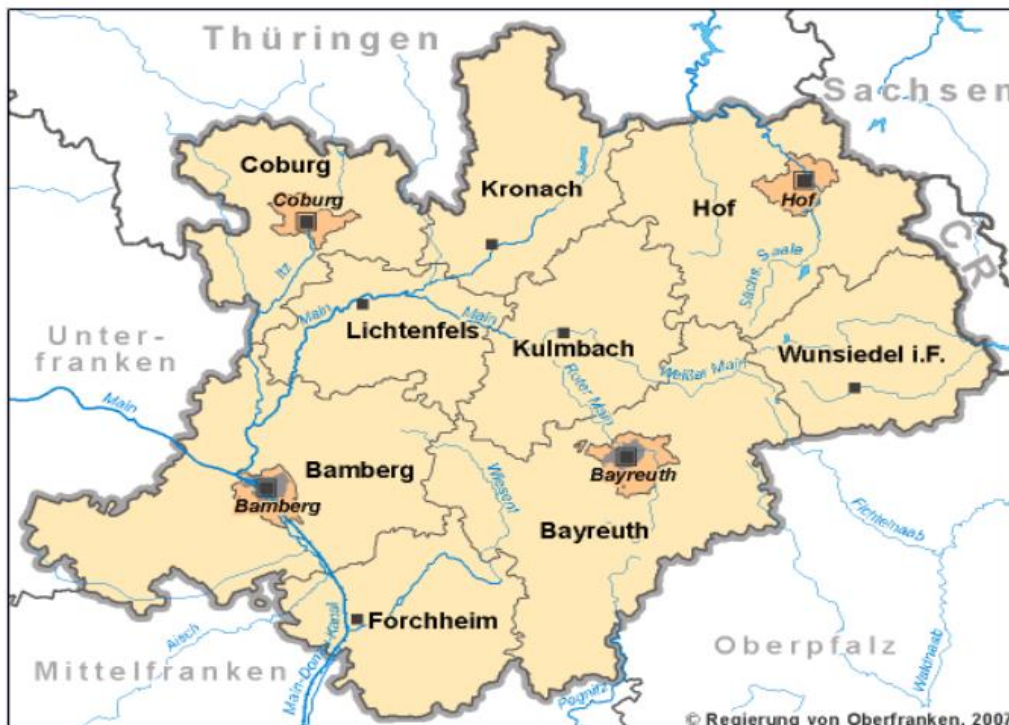 Thüringen
Sachsen
Coburg
Coburg
Kronach
Hof
Hof
CR
Itz
Sächs. Saale
Main
Lichtenfels
Main
Kulmbach
Unter-
franken
Wunsiedel i.F.
Weißer Main
Roter Main
Main
Bamberg
Bamberg
Wiesent
Bayreuth
Bayreuth
Fichtelnaab
Forchheim
Aisch
Main-Donau-Kanal
Mittelfranken
Oberpfalz
Waldnaab
Pegnitz
© Regierung von Oberfranken, 2007